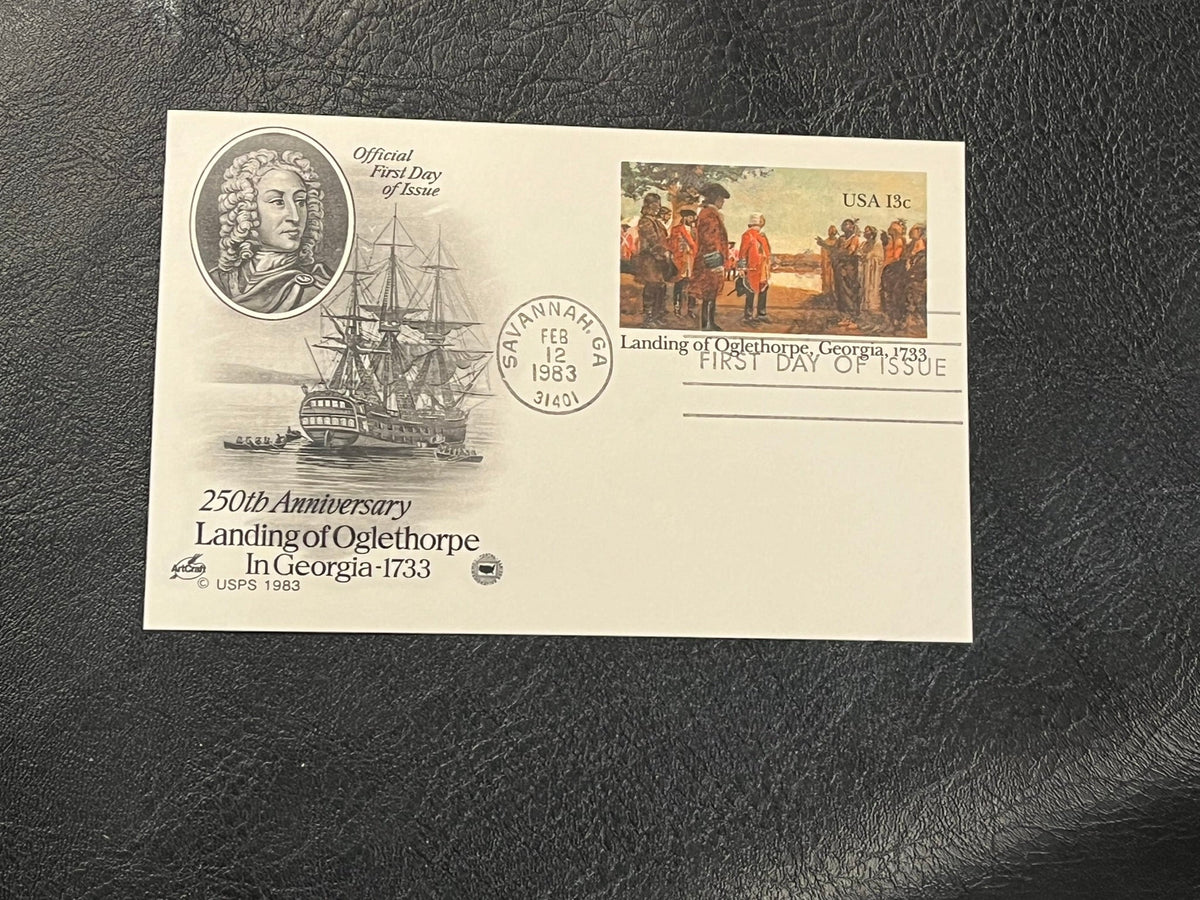 Official
First Day
of Issue
USA 13c
SAVANNAH, GA
FEB
12
1983
31401
Landing of Oglethorpe, Georgia, 1733
FIRST DAY OF ISSUE
250th Anniversary
Landing of Oglethorpe
In Georgia-1733
ArtCraft
© USPS 1983